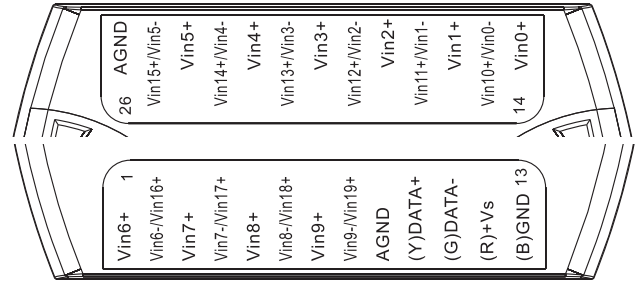 AGND
26
Vin15+/Vin5-
Vin5+
Vin14+/Vin4-
Vin4+
Vin13+/Vin3-
Vin3+
Vin12+/Vin2-
Vin2+
Vin11+/Vin1-
Vin1+
Vin10+/Vin0-
Vin0+
14
Vin6+
1
Vin6-/Vin16+
Vin7+
Vin7-/Vin17+
Vin8+
Vin8-/Vin18+
Vin9+
Vin9-/Vin19+
AGND
(Y)DATA+
(G)DATA-
(R)+Vs
(B)GND 13